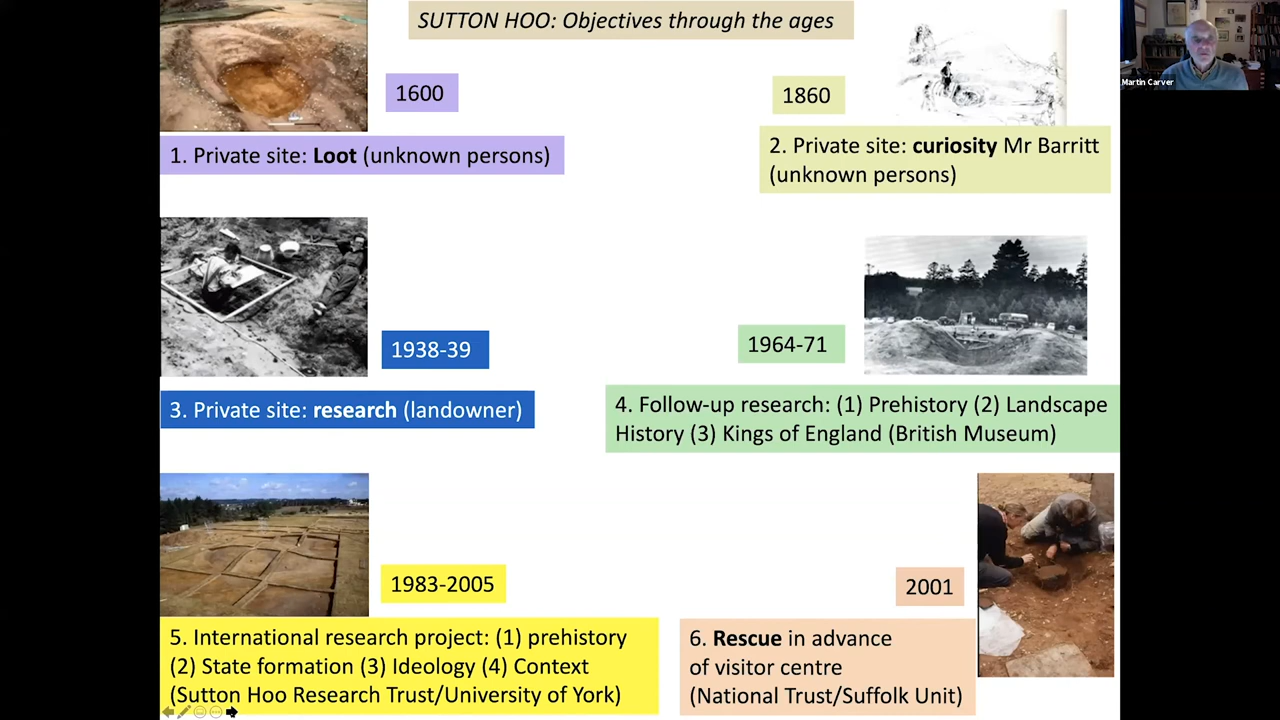 SUTTON HOO: Objectives through the ages
Martin Carver
1600
1860
1. Private site: Loot (unknown persons)
2. Private site: curiosity Mr Barritt
(unknown persons)
1938-39
1964-71
3. Private site: research (landowner)
4. Follow-up research: (1) Prehistory (2) Landscape
History (3) Kings of England (British Museum)
1983-2005
2001
5. International research project: (1) prehistory
(2) State formation (3) Ideology (4) Context
(Sutton Hoo Research Trust/University of York)
6. Rescue in advance
of visitor centre
(National Trust/Suffolk Unit)